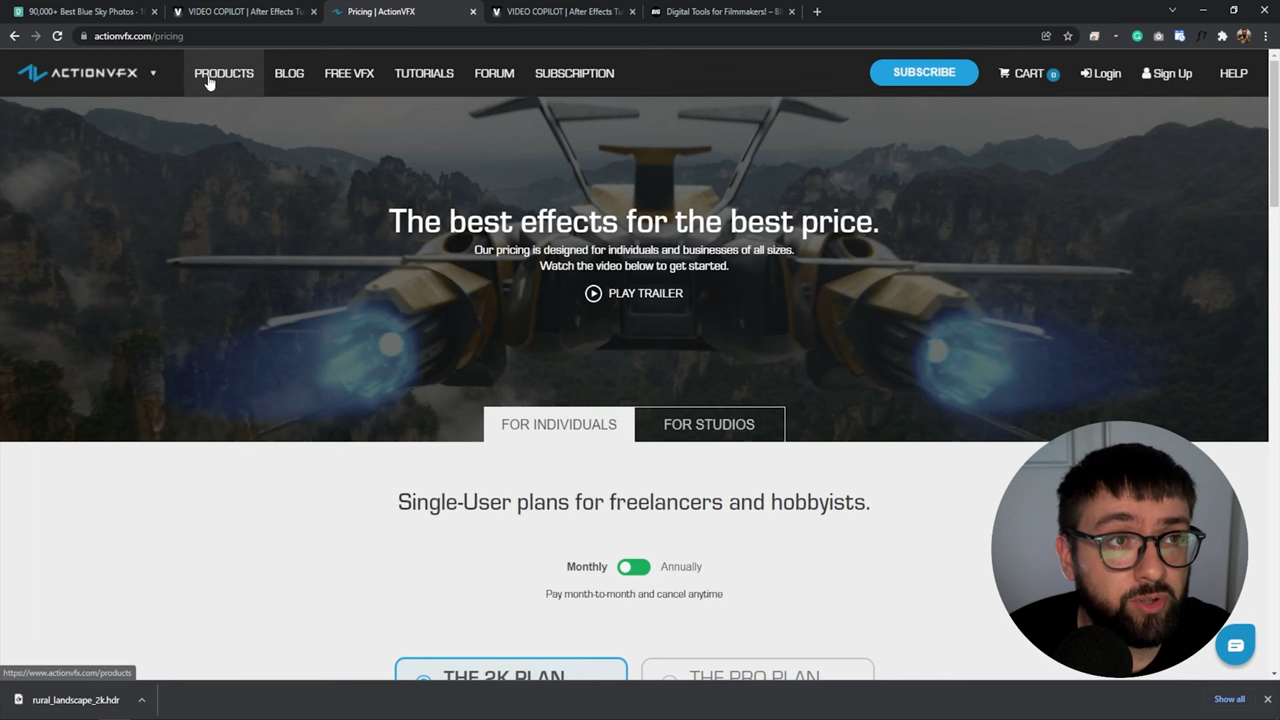 90,000+ Best Blue Sky Photos · 1
VIDEO COPILOT | After Effects Tu
Pricing | ActionVFX
VIDEO COPILOT | After Effects Tu
Digital Tools for Filmmakers! – Bi
actionvfx.com/pricing
ACTIONVFX
PRODUCTS
BLOG
FREE VFX
TUTORIALS
FORUM
SUBSCRIPTION
SUBSCRIBE
CART 0
Login
Sign Up
HELP
The best effects for the best price.
Our pricing is designed for individuals and businesses of all sizes.
Watch the video below to get started.
PLAY TRAILER
FOR INDIVIDUALS
FOR STUDIOS
Single-User plans for freelancers and hobbyists.
Monthly
Annually
Pay month-to-month and cancel anytime
THE 2K PLAN
THE PRO PLAN
https://www.actionvfx.com/products
rural_landscape_2k.hdr
Show all